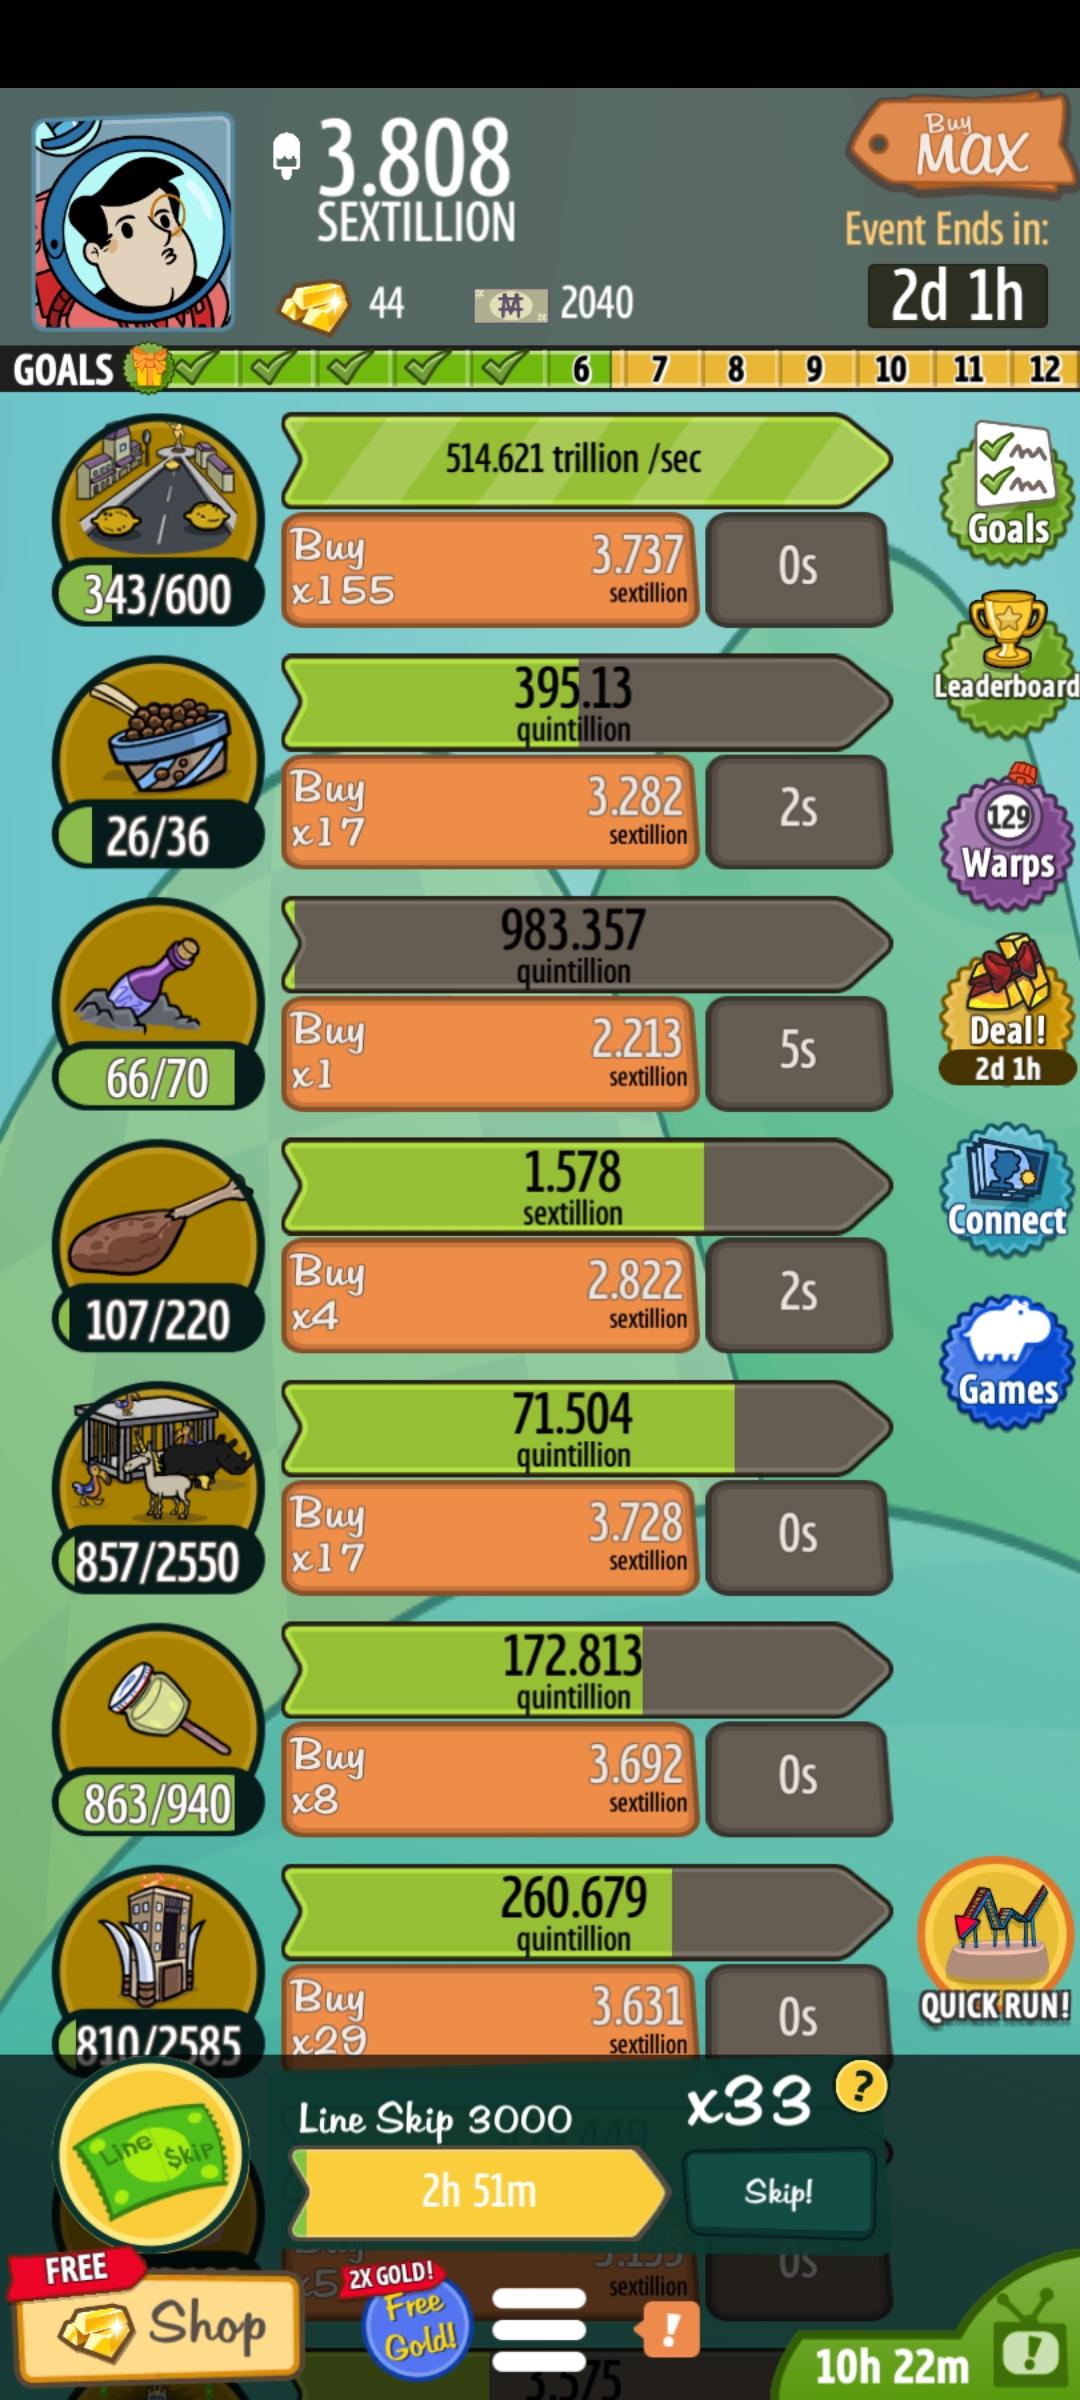 3.808
SEXTILLION
Buy
Max
Event Ends in:
2d 1h
44
2040
GOALS
6 7 8 9 10 11 12
514.621 trillion /sec
Buy
x155
3.737
sextillion
0s
343/600
Goals
395.13
quintillion
Buy
x17
3.282
sextillion
2s
26/36
Leaderboard
983.357
quintillion
Buy
x1
2.213
sextillion
5s
66/70
129
Warps
Deal!
2d 1h
1.578
sextillion
Buy
x4
2.822
sextillion
2s
107/220
Connect
71.504
quintillion
Buy
x17
3.728
sextillion
0s
857/2550
Games
172.813
quintillion
Buy
x8
3.692
sextillion
0s
863/940
260.679
quintillion
Buy
x29
3.631
sextillion
0s
810/2585
QUICK RUN!
Line Skip
Line Skip 3000
x33
?
2h 51m
Skip!
sextillion
0s
FREE
Shop
2X GOLD!
Free
Gold!
!
10h 22m
!
3.575